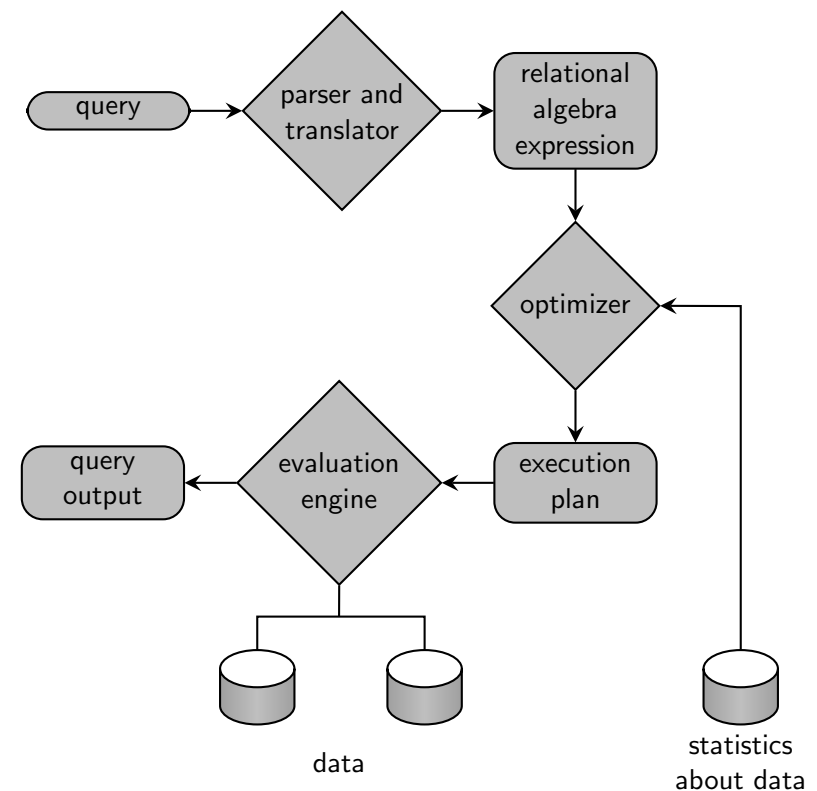 query
parser and
translator
relational
algebra
expression
optimizer
query
output
evaluation
engine
execution
plan
data
statistics
about data